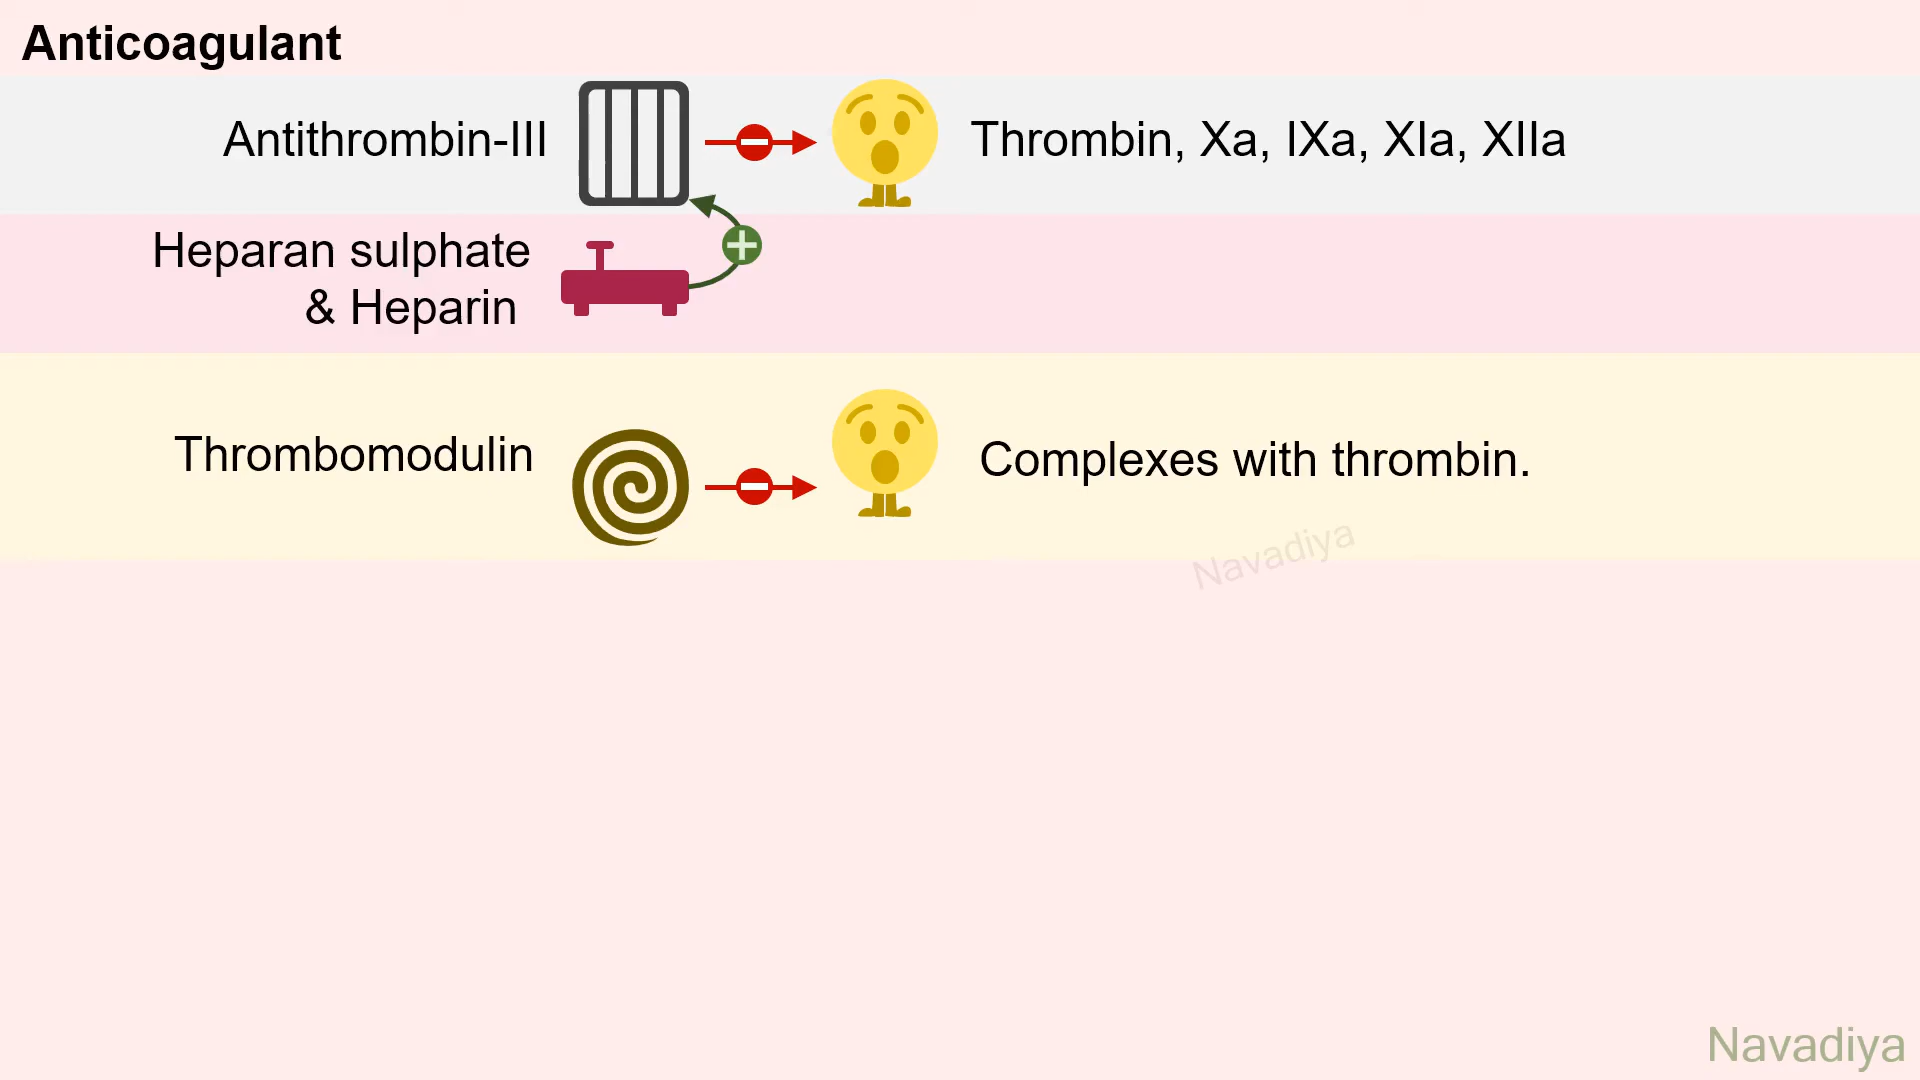 Anticoagulant
Antithrombin-III
Thrombin, Xa, IXa, XIa, XIIa
Heparan sulphate
& Heparin
Thrombomodulin
Complexes with thrombin.
Navadiya
Navadiya